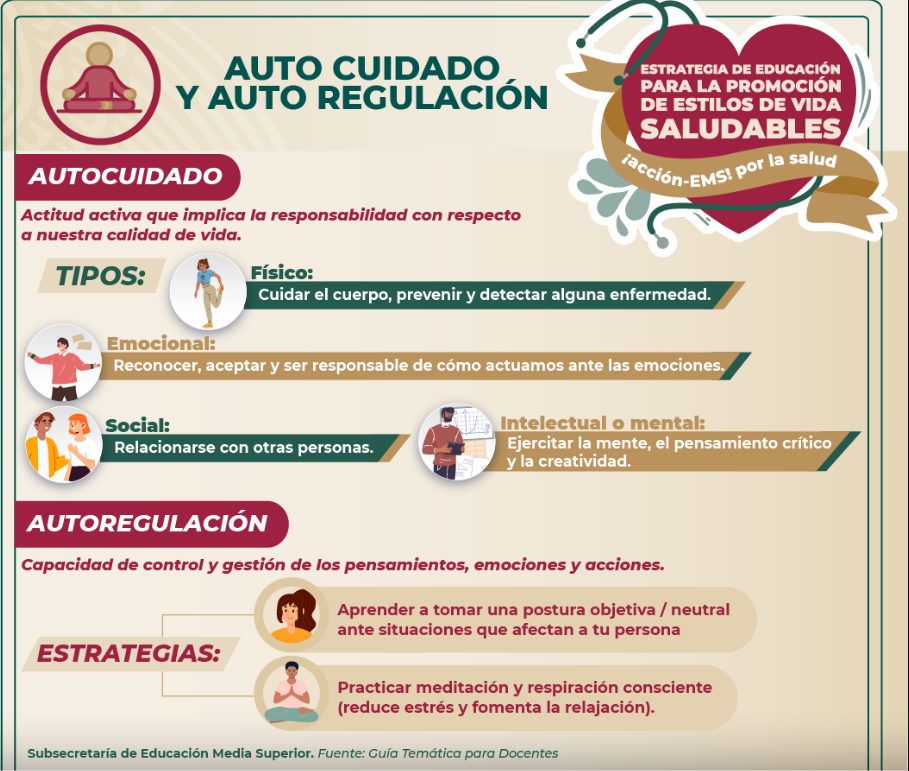 AUTO CUIDADO
Y AUTO REGULACIÓN
ESTRATEGIA DE EDUCACIÓN
PARA LA PROMOCIÓN
DE ESTILOS DE VIDA
SALUDABLES
¡acción-EMS! por la salud
AUTOCUIDADO
Actitud activa que implica la responsabilidad con respecto
a nuestra calidad de vida.
TIPOS:
Físico:
Cuidar el cuerpo, prevenir y detectar alguna enfermedad.
Emocional:
Reconocer, aceptar y ser responsable de cómo actuamos ante las emociones.
Social:
Relacionarse con otras personas.
Intelectual o mental:
Ejercitar la mente, el pensamiento crítico
y la creatividad.
AUTOREGULACIÓN
Capacidad de control y gestión de los pensamientos, emociones y acciones.
ESTRATEGIAS:
Aprender a tomar una postura objetiva / neutral
ante situaciones que afectan a tu persona
Practicar meditación y respiración consciente
(reduce estrés y fomenta la relajación).
Subsecretaría de Educación Media Superior. Fuente: Guía Temática para Docentes